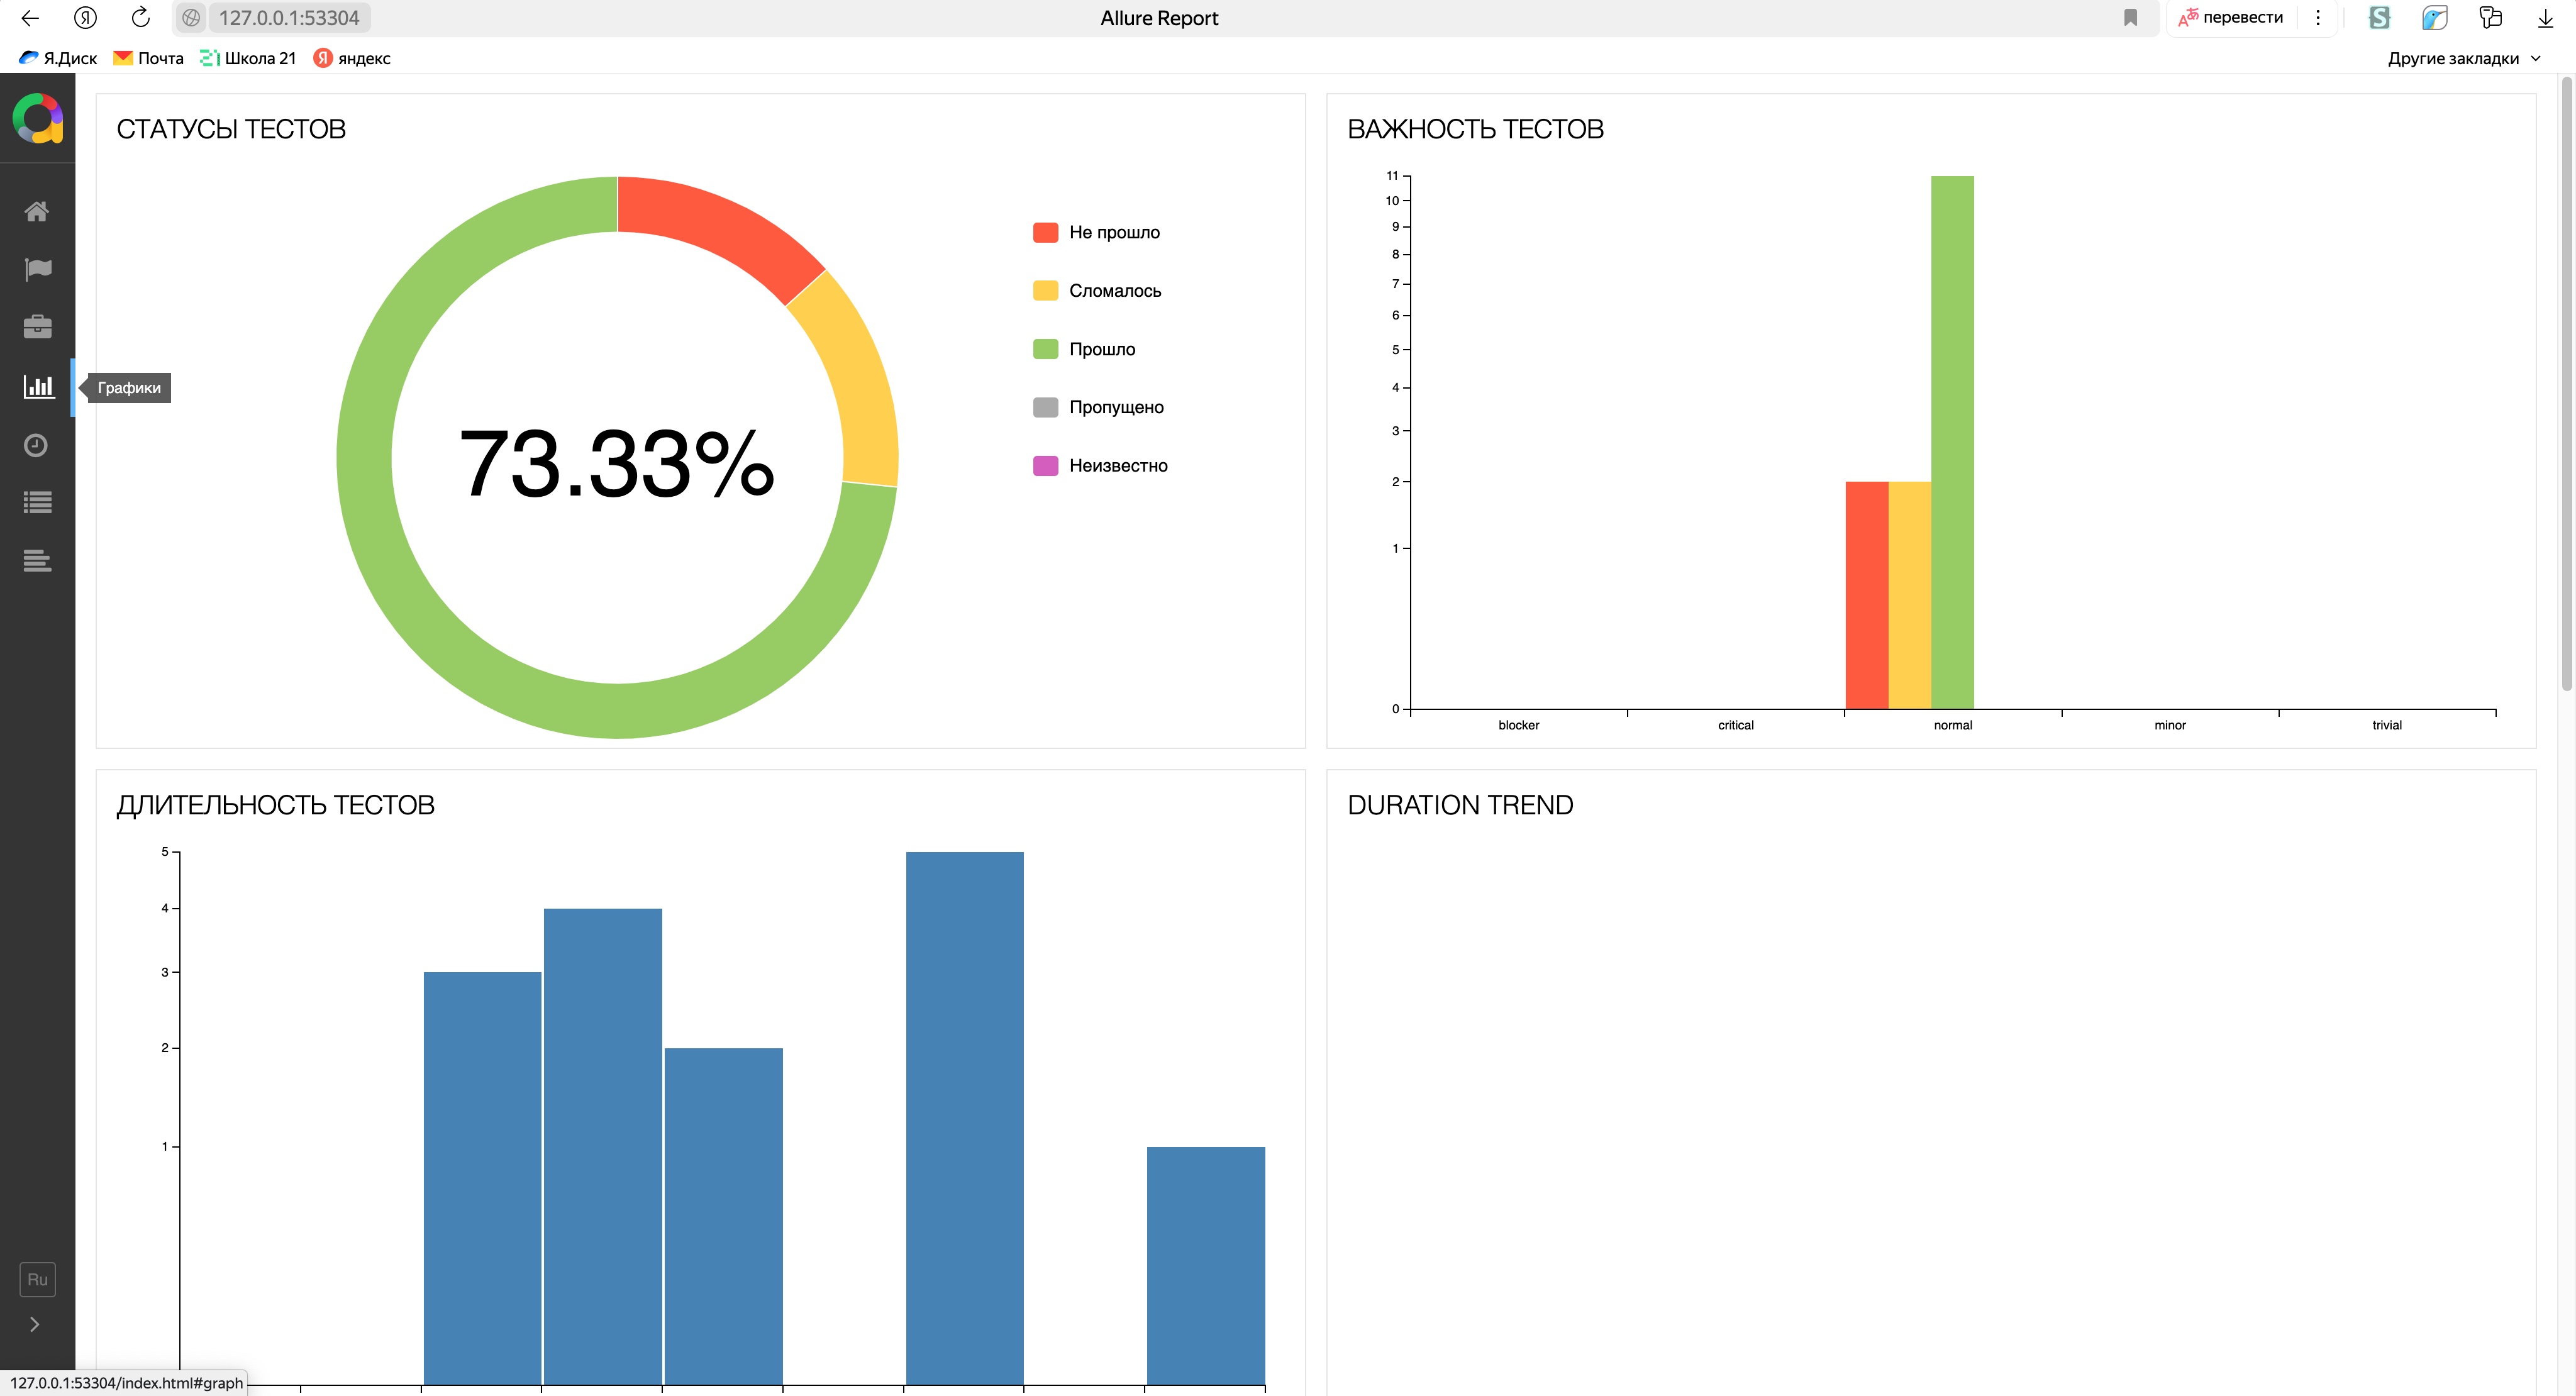 127.0.0.1:53304
Allure Report
перевести
Я.Диск
Почта
Школа 21
яндекс
Другие закладки
СТАТУСЫ ТЕСТОВ
73.33%
Не прошло
Сломалось
Прошло
Пропущено
Неизвестно
ВАЖНОСТЬ ТЕСТОВ
11
10
9
8
7
6
5
4
3
2
1
0
blocker
critical
normal
minor
trivial
Графики
ДЛИТЕЛЬНОСТЬ ТЕСТОВ
5
4
3
2
1
DURATION TREND
Ru
127.0.0.1:53304/index.html#graph